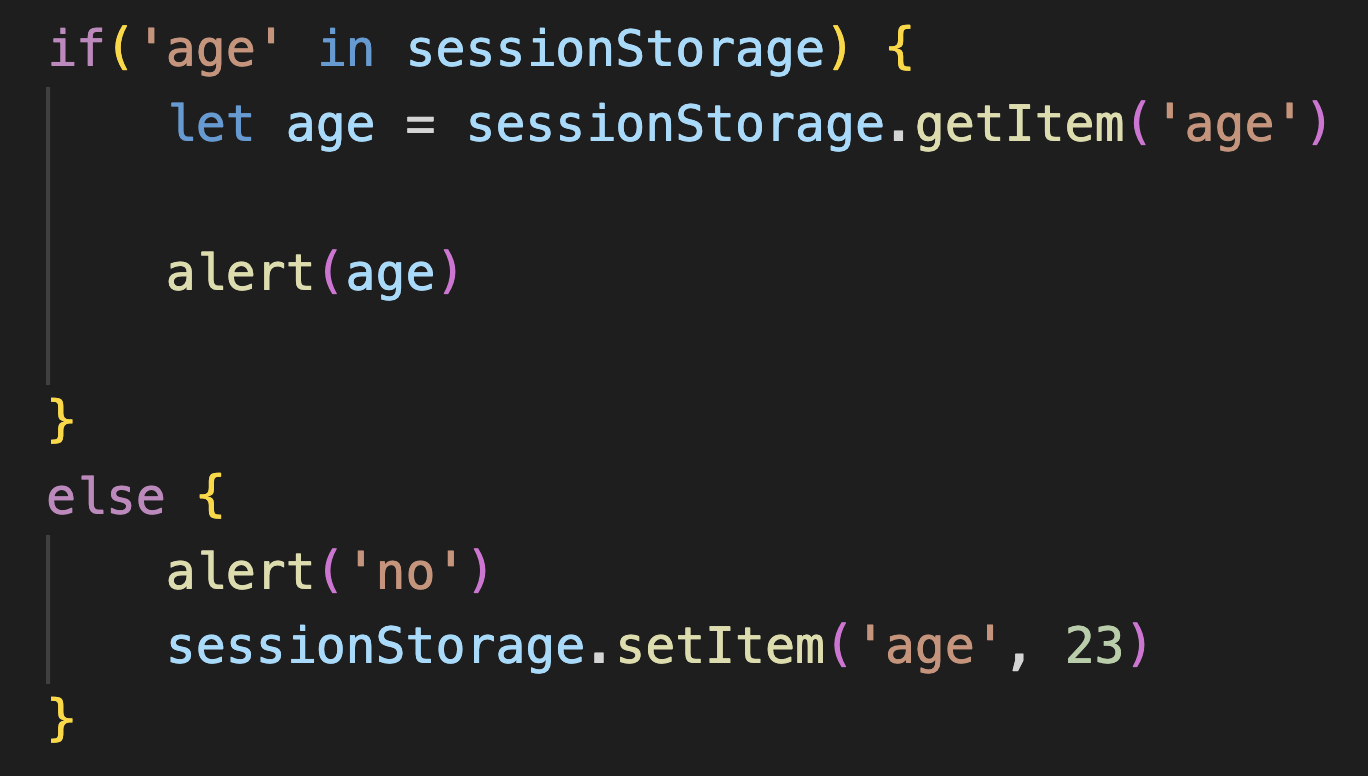 if('age' in sessionStorage) {
    let age = sessionStorage.getItem('age')
    alert(age)
}
else {
    alert('no')
    sessionStorage.setItem('age', 23)
}